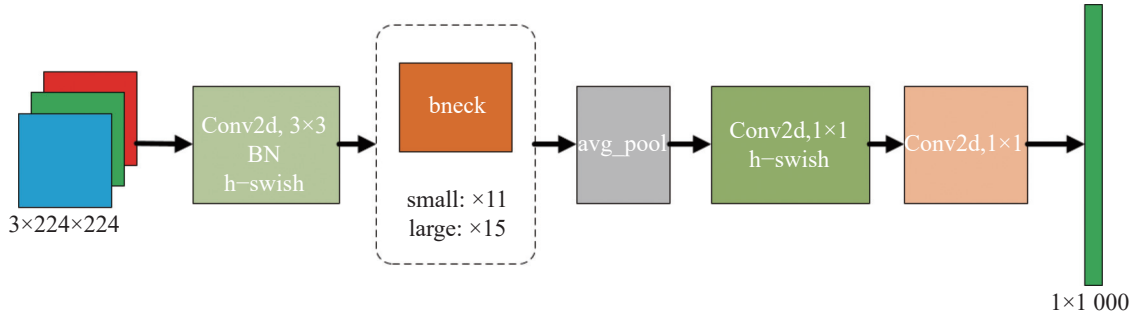 3×224×224
Conv2d, 3×3
BN
h−swish
bneck
small: ×11
large: ×15
avg_pool
Conv2d,1×1
h−swish
Conv2d,1×1
1×1 000